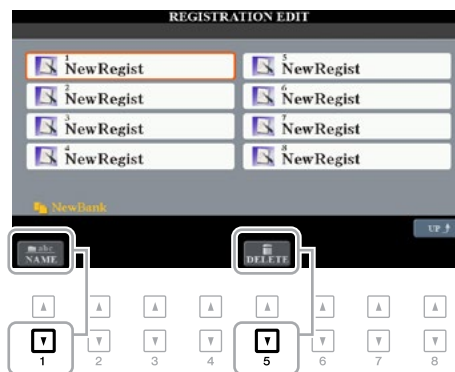 REGISTRATION EDIT
1
NewRegist
5
NewRegist
2
NewRegist
6
NewRegist
3
NewRegist
7
NewRegist
4
NewRegist
8
NewRegist
NewBank
UP
abc
NAME
DELETE
1 2 3 4 5 6 7 8